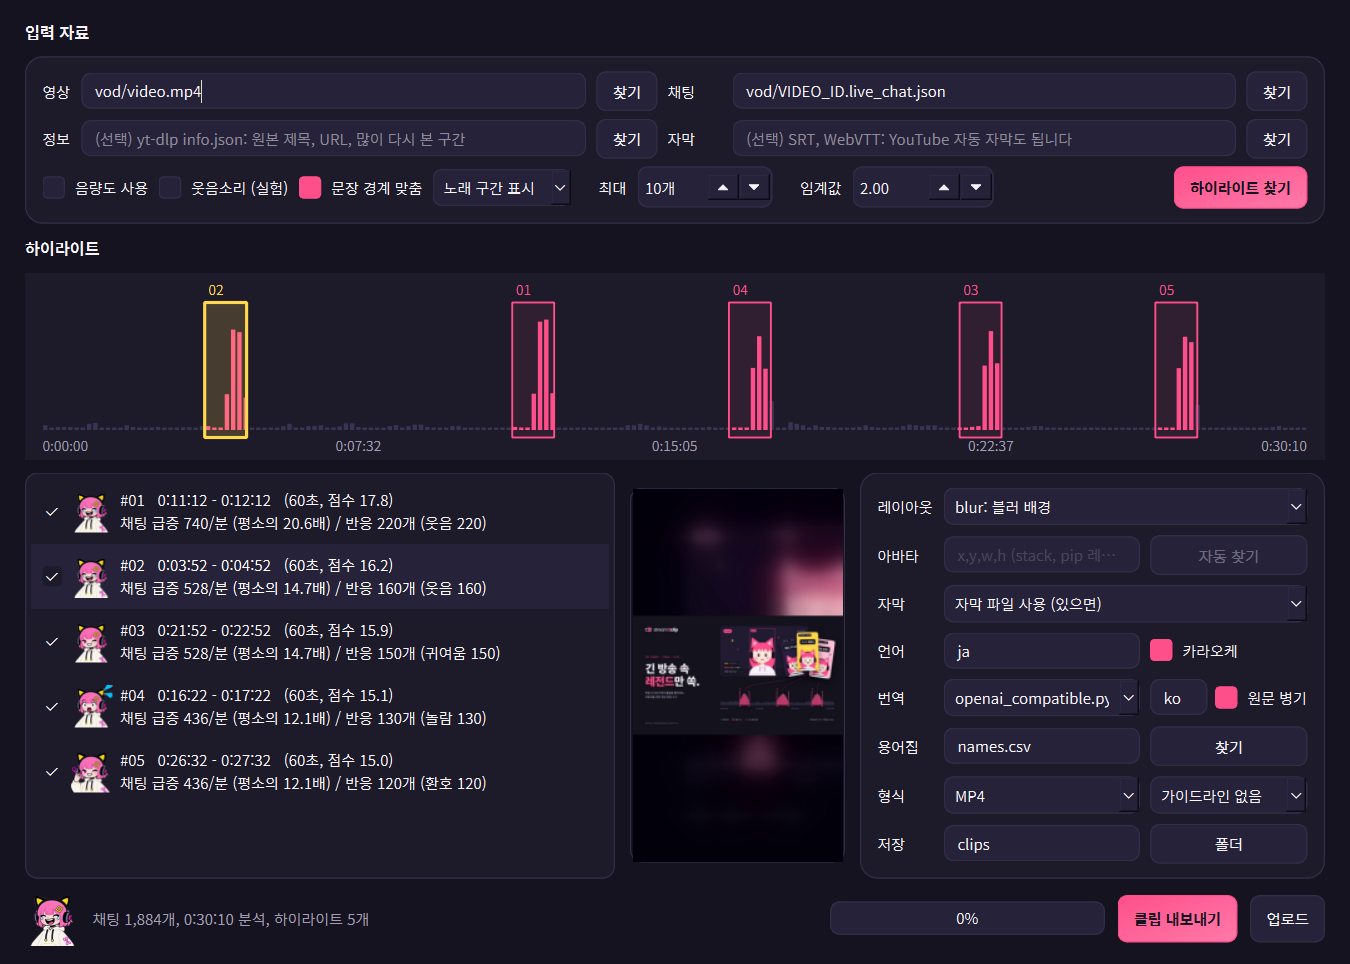 입력 자료
영상 vod/video.mp4 찾기 채팅 vod/VIDEO_ID.live_chat.json 찾기
정보 (선택) yt-dlp info.json: 원본 제목, URL, 많이 다시 본 구간 찾기 자막 (선택) SRT, WebVTT: YouTube 자동 자막도 됩니다 찾기
음량도 사용 웃음소리 (실험) 문장 경계 맞춤 노래 구간 표시 최대 10개 임계값 2.00 하이라이트 찾기
하이라이트
02 01 04 03 05
0:00:00 0:07:32 0:15:05 0:22:37 0:30:10
#01 0:11:12 - 0:12:12 (60초, 점수 17.8)
채팅 급증 740/분 (평소의 20.6배) / 반응 220개 (웃음 220)
#02 0:03:52 - 0:04:52 (60초, 점수 16.2)
채팅 급증 528/분 (평소의 14.7배) / 반응 160개 (웃음 160)
#03 0:21:52 - 0:22:52 (60초, 점수 15.9)
채팅 급증 528/분 (평소의 14.7배) / 반응 150개 (귀여움 150)
#04 0:16:22 - 0:17:22 (60초, 점수 15.1)
채팅 급증 436/분 (평소의 12.1배) / 반응 130개 (놀람 130)
#05 0:26:32 - 0:27:32 (60초, 점수 15.0)
채팅 급증 436/분 (평소의 12.1배) / 반응 120개 (환호 120)
긴 방송 속
레전드만 쏙.
레이아웃 blur: 블러 배경
아바타 x,y,w,h (stack, pip 레⋯ 자동 찾기
자막 자막 파일 사용 (있으면)
언어 ja 카라오케
번역 openai_compatible.py ko 원문 병기
용어집 names.csv 찾기
형식 MP4 가이드라인 없음
저장 clips 폴더
채팅 1,884개, 0:30:10 분석, 하이라이트 5개 0% 클립 내보내기 업로드